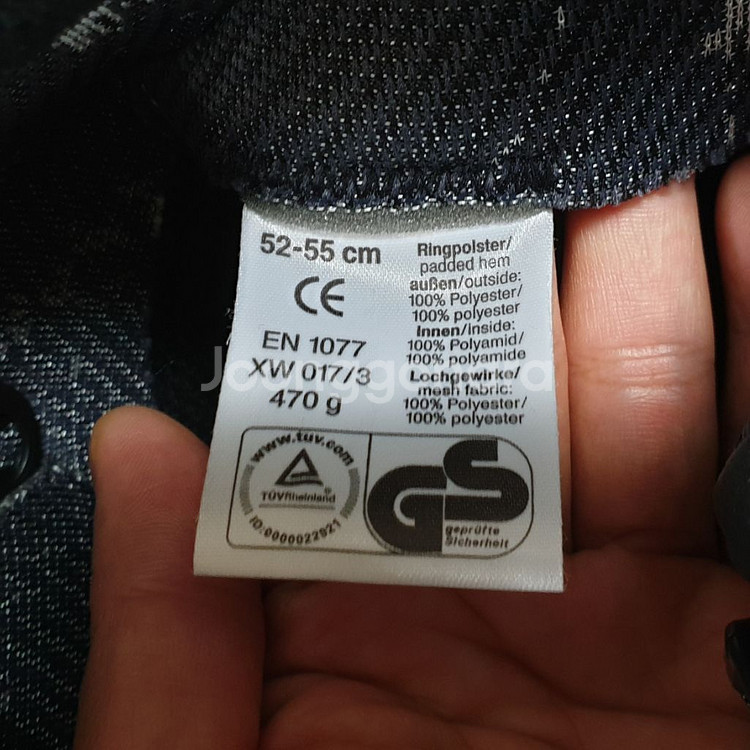 52-55 cm
CE
EN 1077
XW 017/3
470 g
Ringpolster/
padded hem
außen/outside:
100% Polyester/
100% polyester
Innen/inside:
100% Polyamid/
100% polyamide
Lochgewirke/
mesh fabric:
100% Polyester/
100% polyester
www.tuv.com
TÜVRheinland
®
ID:0000022921
GS
geprüfte
Sicherheit